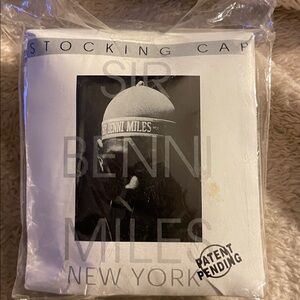 STOCKING CAP
SIR
BENNI MILES
BENNI
MILES
NEW YORK
PATENT
PENDING